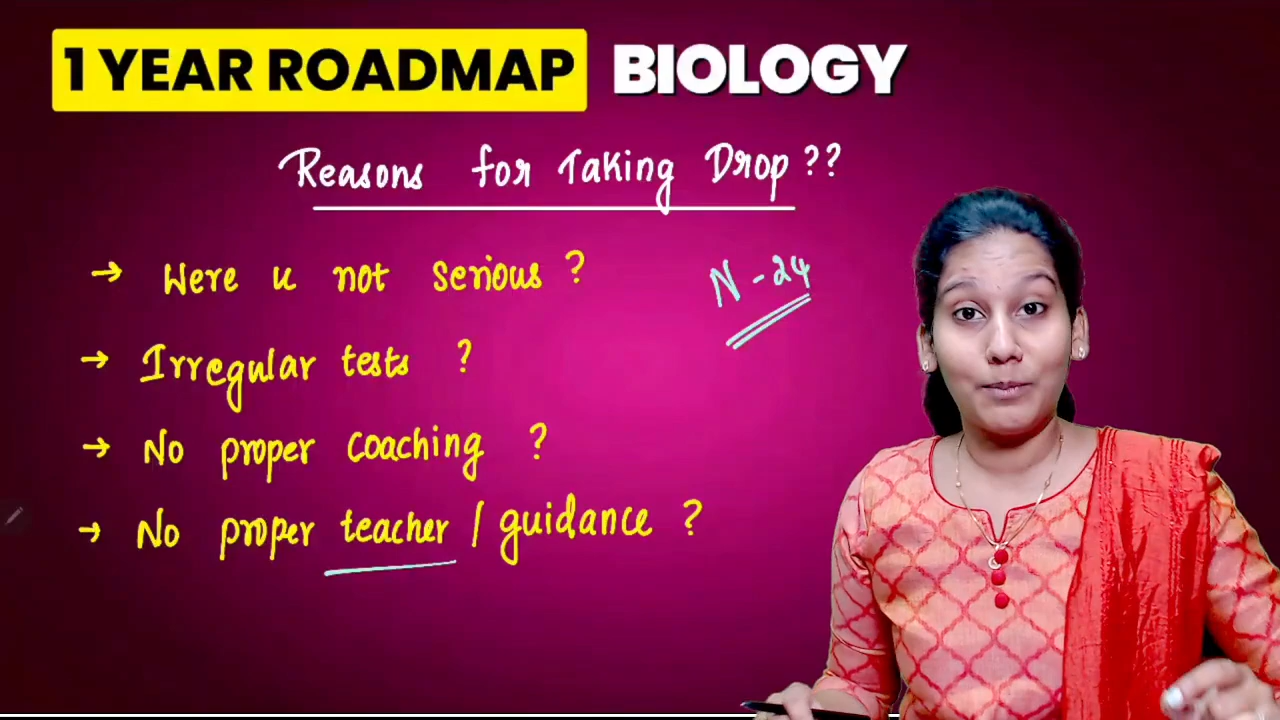 1 YEAR ROADMAP BIOLOGY
Reasons for Taking Drop ??
→ Were u not serious ?
N - 24
→ Irregular tests ?
→ No proper coaching ?
→ No proper teacher / guidance ?